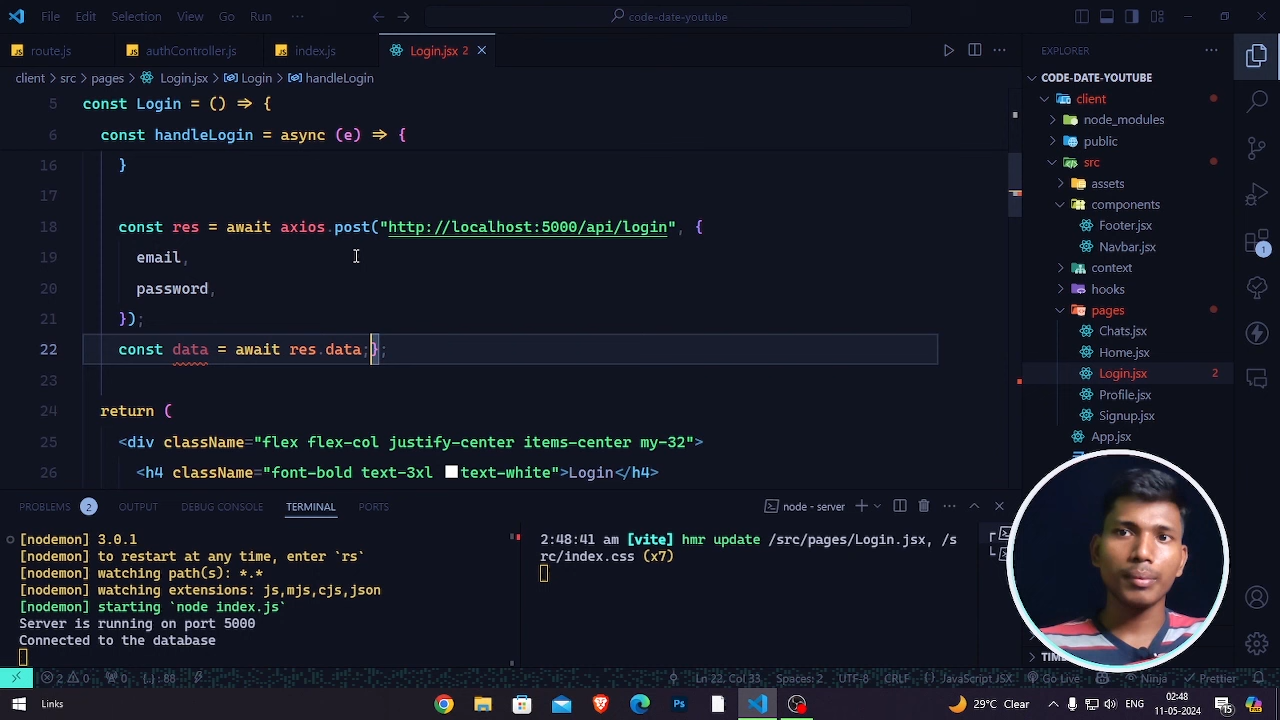 File Edit Selection View Go Run ··· code-date-youtube
route.js authController.js index.js Login.jsx 2
client > src > pages > Login.jsx > Login > handleLogin
5 const Login = () => {
6 const handleLogin = async (e) => {
16 }
17
18 const res = await axios.post("http://localhost:5000/api/login", {
19 email,
20 password,
21 });
22 const data = await res.data;};
23
24 return (
25 <div className="flex flex-col justify-center items-center my-32">
26 <h4 className="font-bold text-3xl text-white">Login</h4>
EXPLORER
CODE-DATE-YOUTUBE
client
node_modules
public
src
assets
components
Footer.jsx
Navbar.jsx
context
hooks
pages
Chats.jsx
Home.jsx
Login.jsx 2
Profile.jsx
Signup.jsx
App.jsx
1
PROBLEMS 2 OUTPUT DEBUG CONSOLE TERMINAL PORTS node - server
[nodemon] 3.0.1
[nodemon] to restart at any time, enter `rs`
[nodemon] watching path(s): *.*
[nodemon] watching extensions: js,mjs,cjs,json
[nodemon] starting `node index.js`
Server is running on port 5000
Connected to the database
2:48:41 am [vite] hmr update /src/pages/Login.jsx, /s
rc/index.css (x7)
2 0 0 {..}: 88 Ln 22, Col 33 Spaces: 2 UTF-8 CRLF {} JavaScript JSX Go Live Ninja Prettier
Links Ps 29°C Clear 02:48
11-05-2024